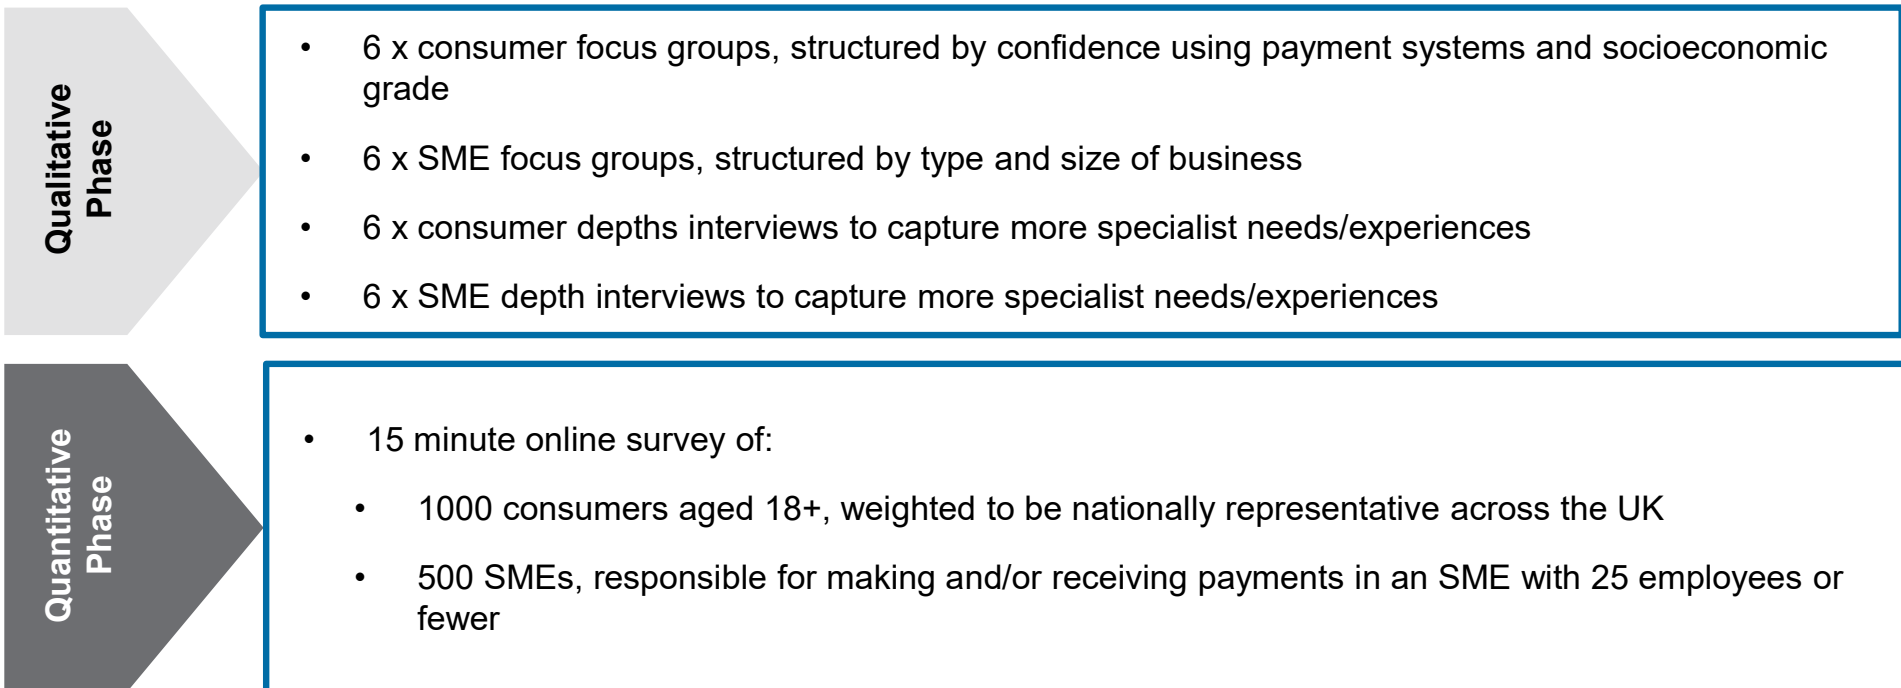 Qualitative
Phase
• 6 x consumer focus groups, structured by confidence using payment systems and socioeconomic
grade
• 6 x SME focus groups, structured by type and size of business
• 6 x consumer depths interviews to capture more specialist needs/experiences
• 6 x SME depth interviews to capture more specialist needs/experiences
Quantitative
Phase
• 15 minute online survey of:
• 1000 consumers aged 18+, weighted to be nationally representative across the UK
• 500 SMEs, responsible for making and/or receiving payments in an SME with 25 employees or
fewer